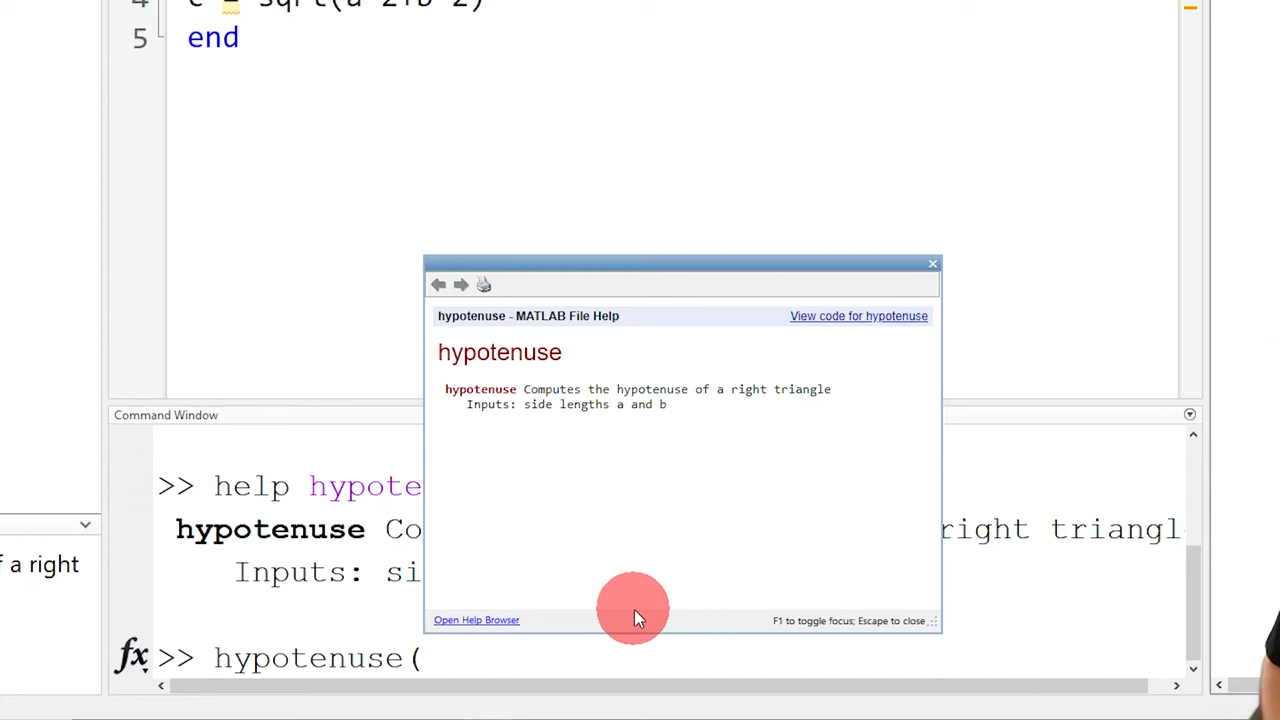 4
5 end
hypotenuse - MATLAB File Help View code for hypotenuse
hypotenuse
hypotenuse Computes the hypotenuse of a right triangle
Inputs: side lengths a and b
Open Help Browser F1 to toggle focus; Escape to close
Command Window
>> help hypote
hypotenuse Co right triangl
Inputs: si
a right
fx >> hypotenuse(